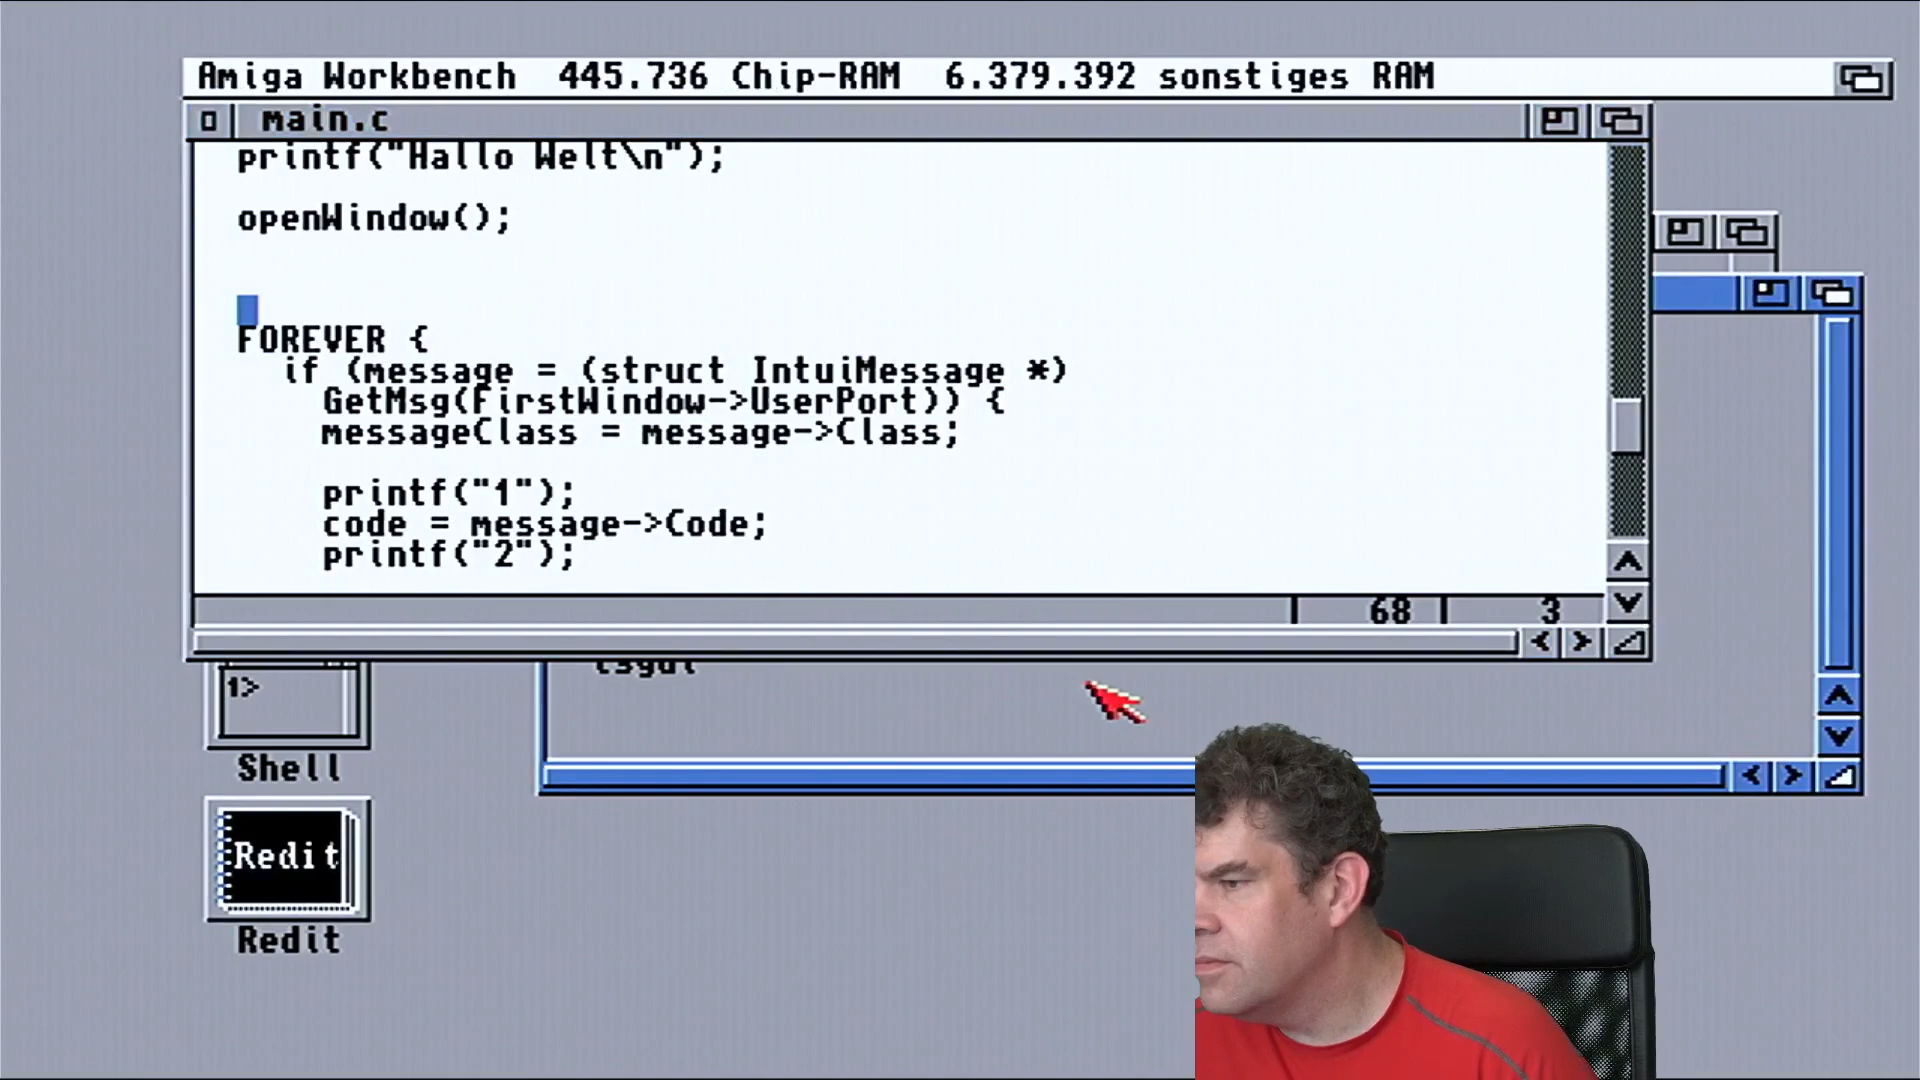 Amiga Workbench 445.736 Chip-RAM 6.379.392 sonstiges RAM
main.c
printf("Hallo Welt\n");
openWindow();
FOREVER {
if (message = (struct IntuiMessage *)
GetMsg(FirstWindow->UserPort)) {
messageClass = message->Class;
printf("1");
code = message->Code;
printf("2");
68 3
1>
Shell
Redit
Redit